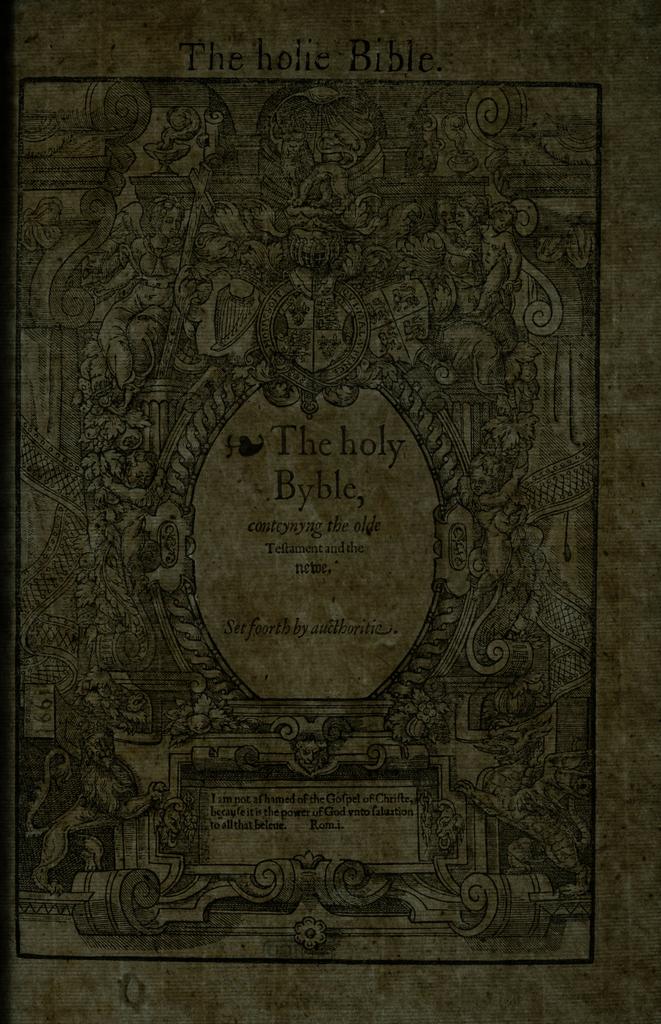 The holie Bible.
The holy
Byble,
conteynyng the olde
Teſtament and the
newe.
Set foorth by aucthoritie.
I am not aſhamed of the Goſpel of Chriſte,
becauſe it is the power of God vnto ſaluation
to all that beleue. Rom.i.